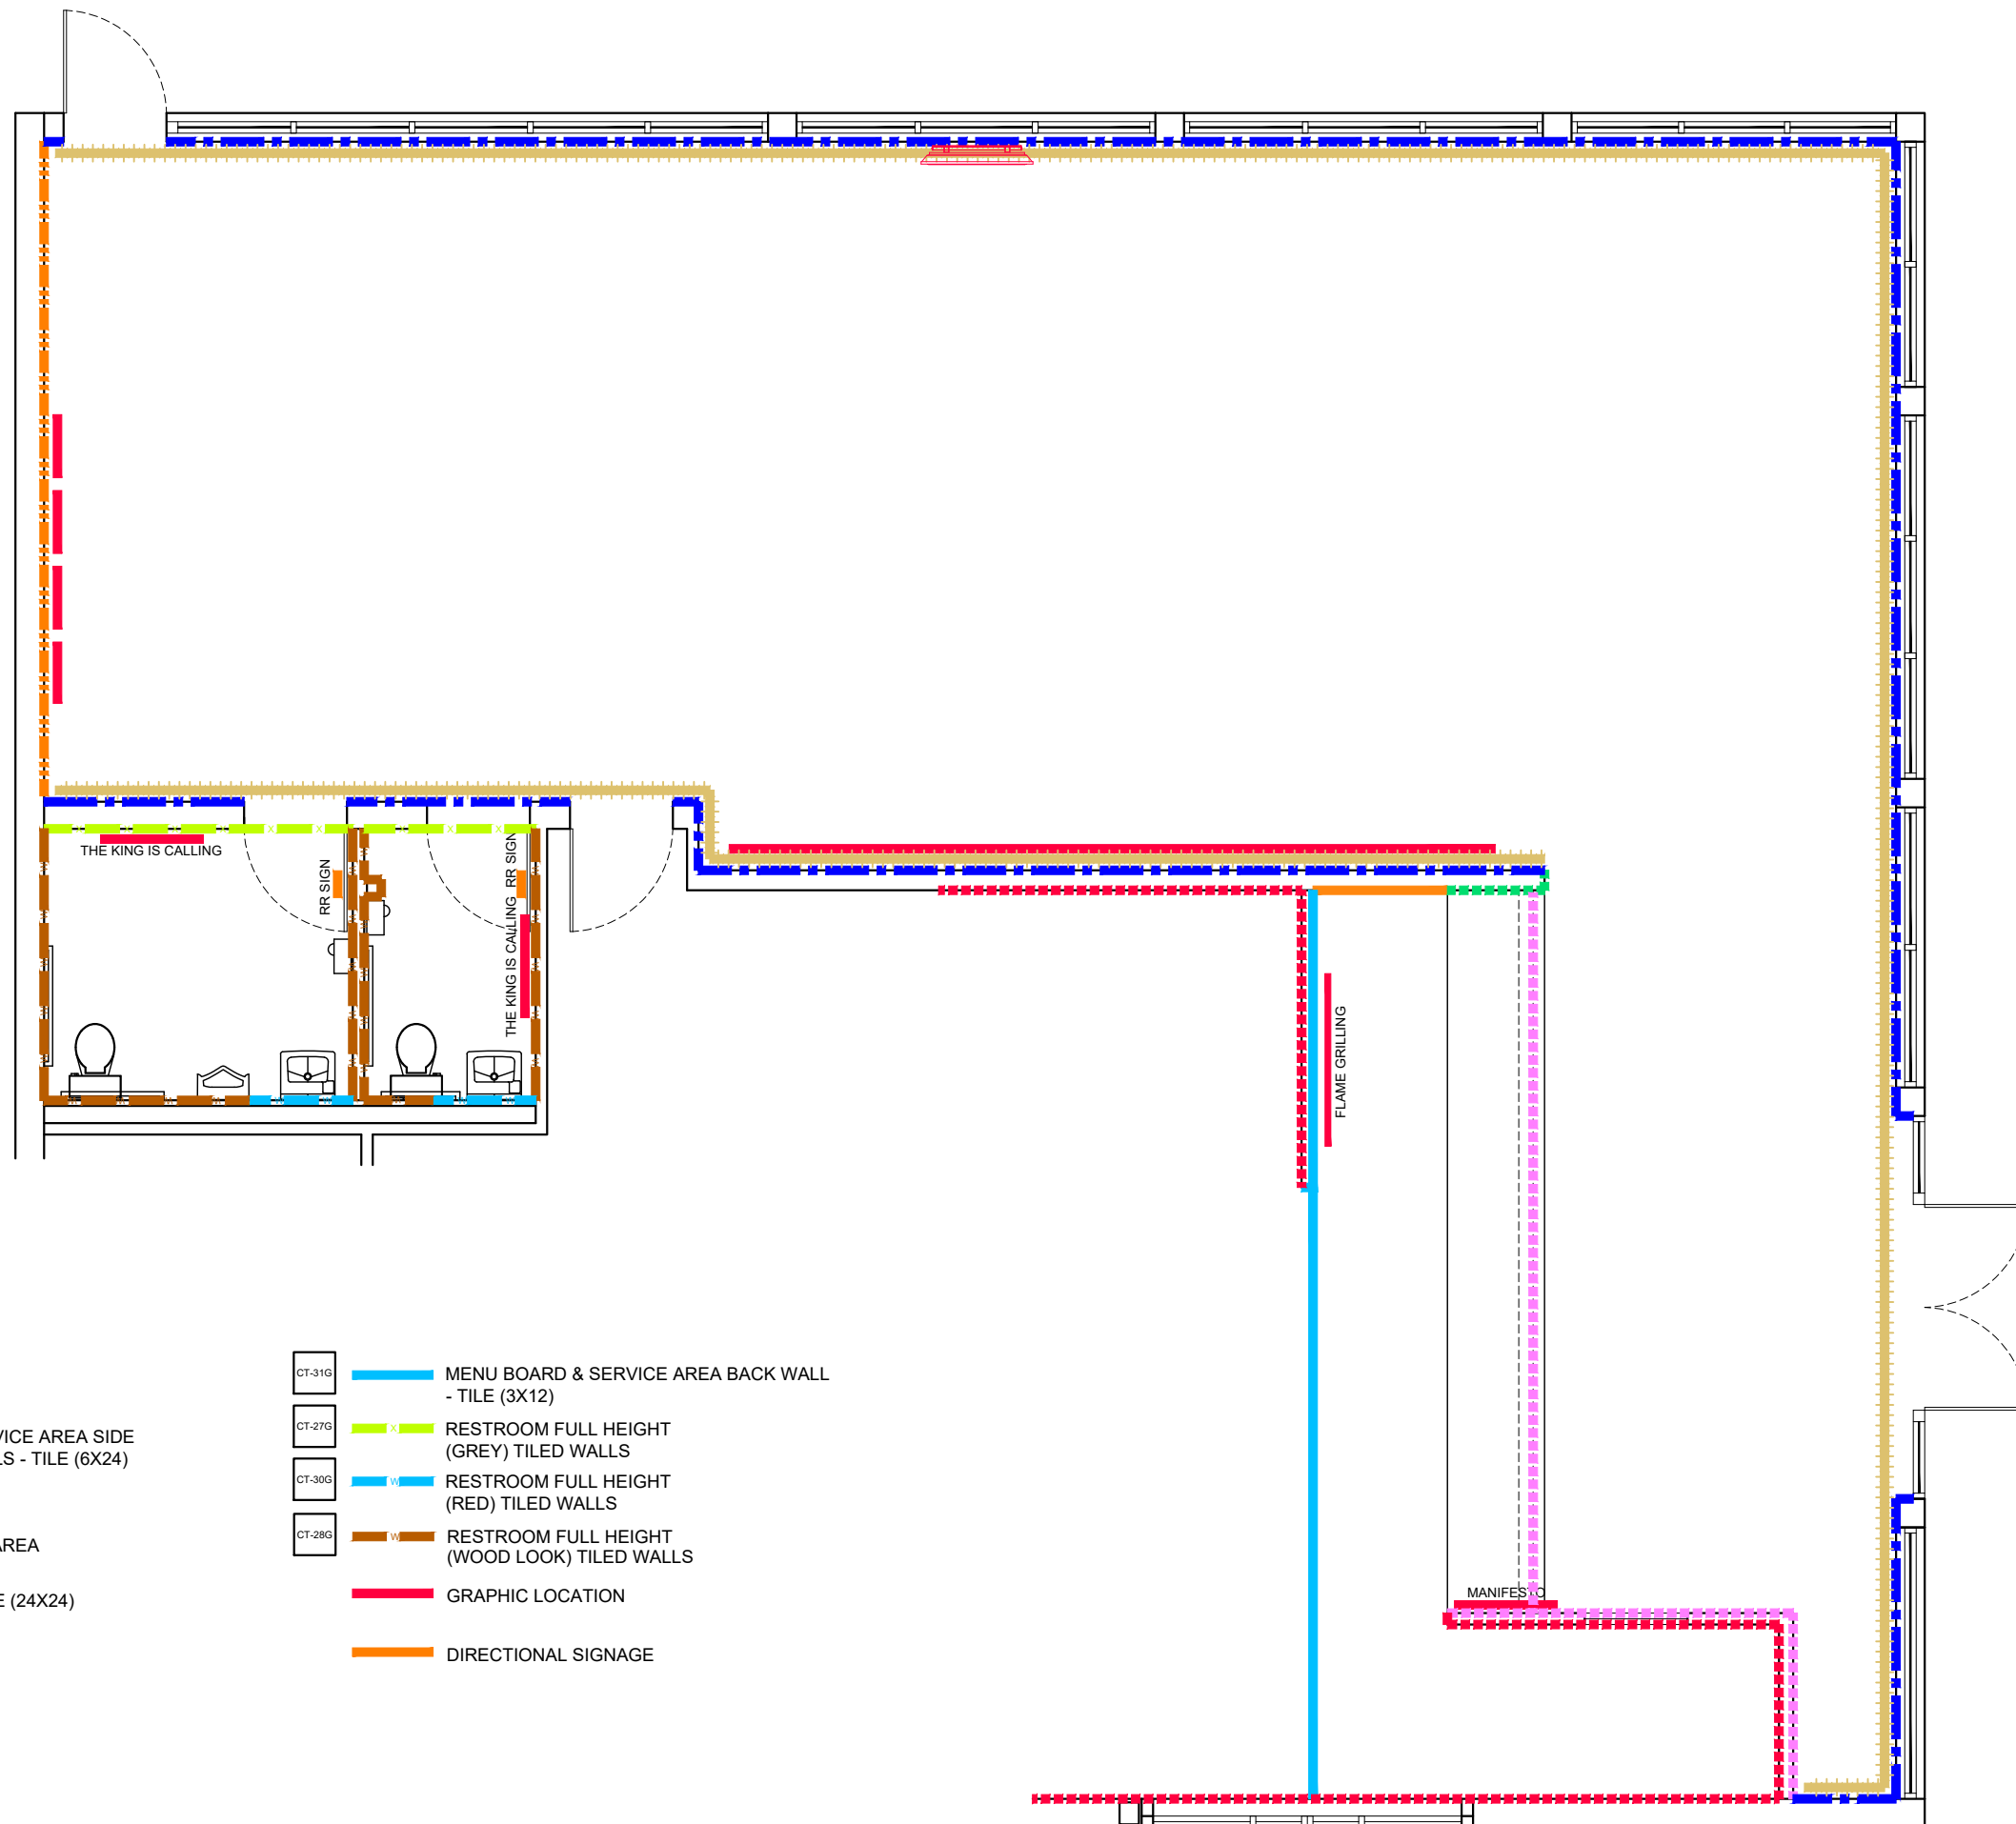 THE KING IS CALLING
RR SIGN
THE KING IS CALLING
RR SIGN
FLAME GRILLING
MANIFESTO
CT-31G
MENU BOARD & SERVICE AREA BACK WALL
- TILE (3X12)
CT-27G
X
RESTROOM FULL HEIGHT
(GREY) TILED WALLS
CT-30G
W
RESTROOM FULL HEIGHT
(RED) TILED WALLS
CT-28G
W
RESTROOM FULL HEIGHT
(WOOD LOOK) TILED WALLS
GRAPHIC LOCATION
DIRECTIONAL SIGNAGE
VICE AREA SIDE
LS - TILE (6X24)
AREA
E (24X24)